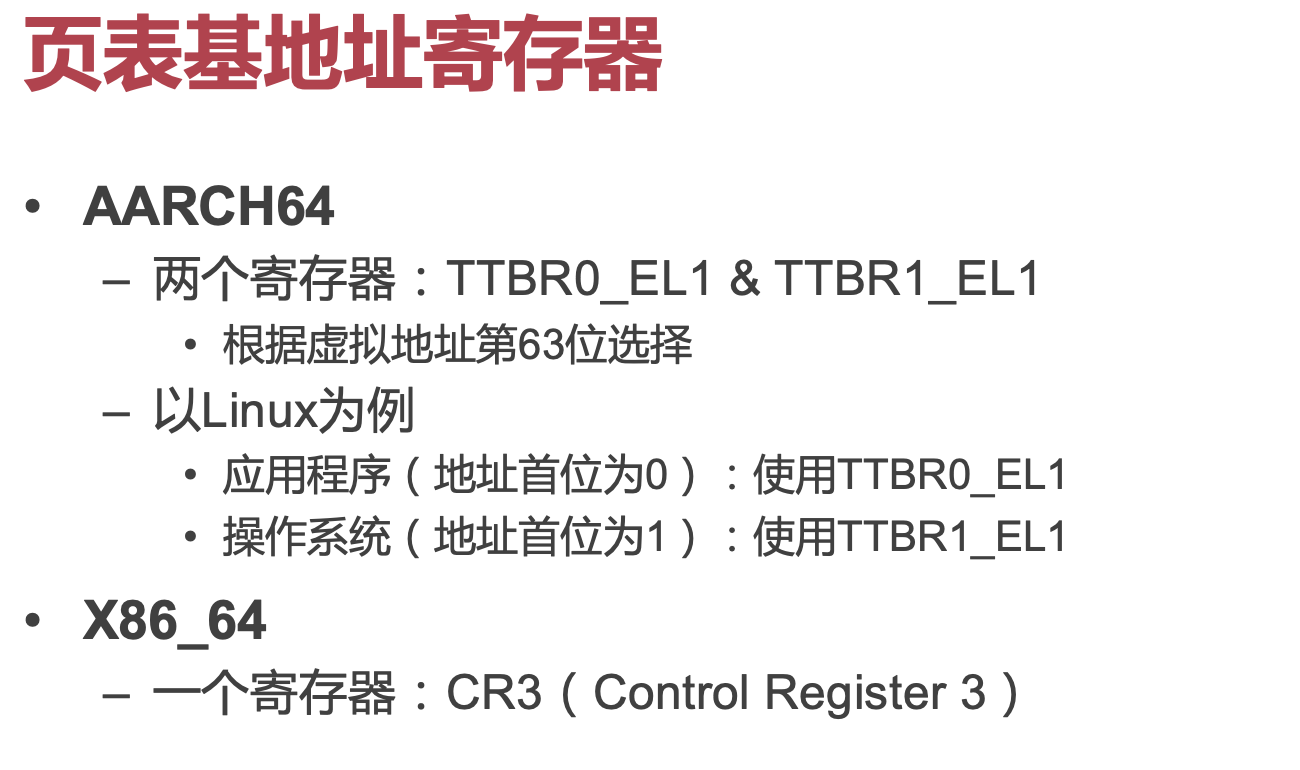 页表基地址寄存器
• AARCH64
– 两个寄存器：TTBR0_EL1 & TTBR1_EL1
• 根据虚拟地址第63位选择
– 以Linux为例
• 应用程序（地址首位为0）：使用TTBR0_EL1
• 操作系统（地址首位为1）：使用TTBR1_EL1
• X86_64
– 一个寄存器：CR3（Control Register 3）